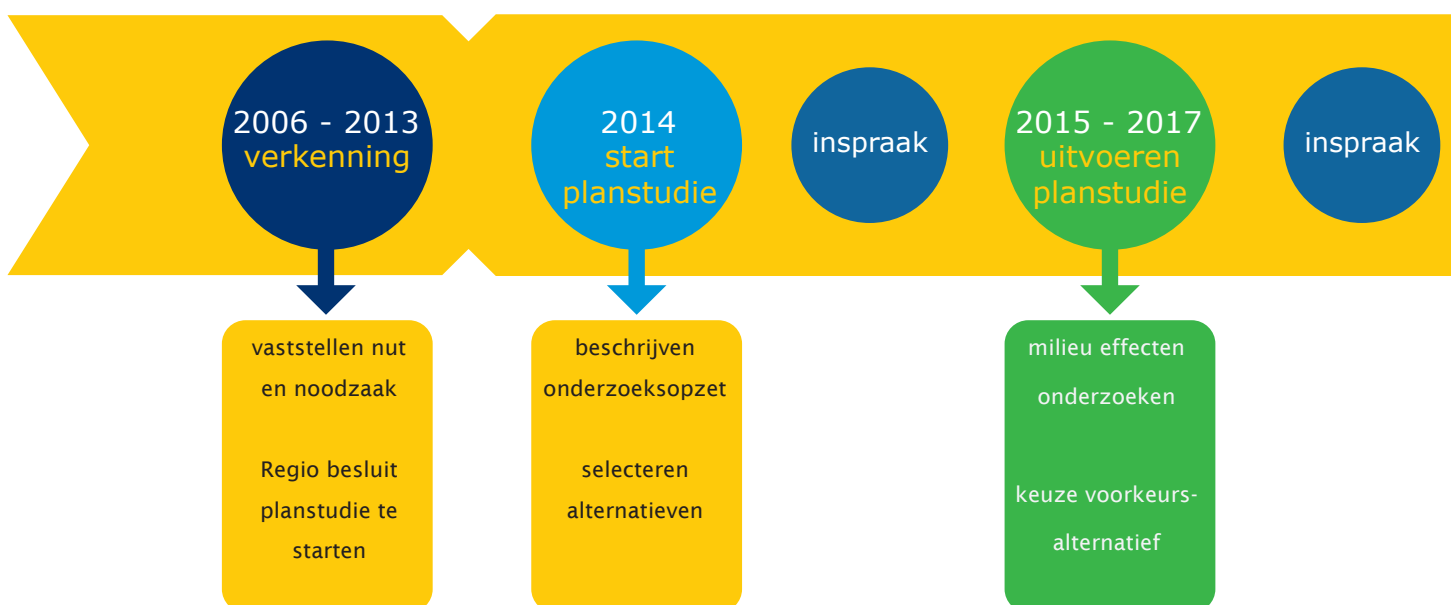 2006 - 2013
verkenning
2014
start
planstudie
inspraak
2015 - 2017
uitvoeren
planstudie
inspraak
vaststellen nut
en noodzaak
Regio besluit
planstudie te
starten
beschrijven
onderzoeksopzet
selecteren
alternatieven
milieu effecten
onderzoeken
keuze voorkeurs-
alternatief